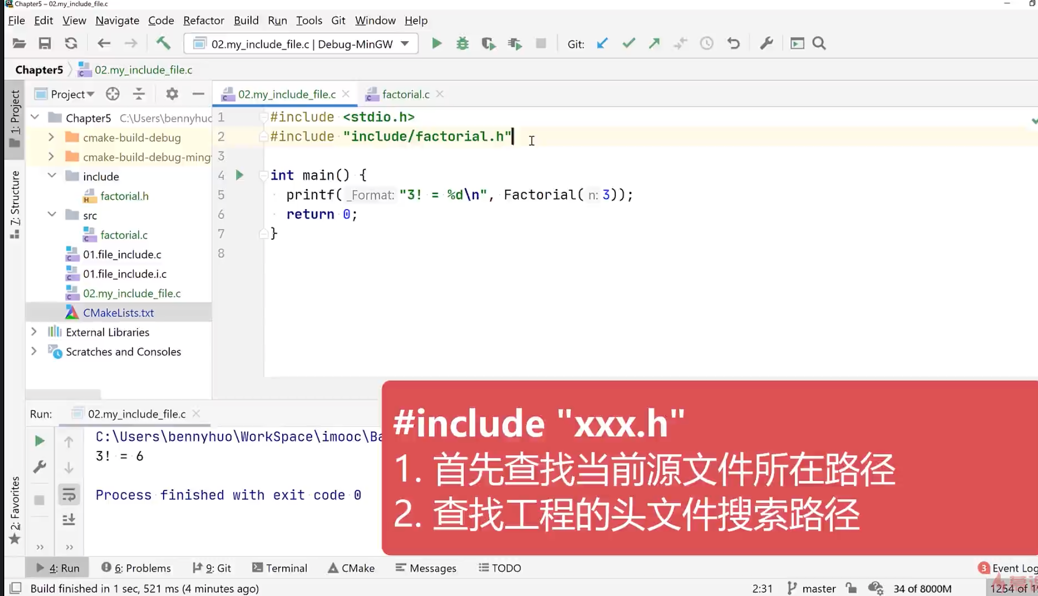 Chapter5 – 02.my_include_file.c
File Edit View Navigate Code Refactor Build Run Tools Git Window Help
02.my_include_file.c | Debug-MinGW Git:
Chapter5 02.my_include_file.c
Project 02.my_include_file.c factorial.c
1: Project
7: Structure
2: Favorites
Chapter5 C:\Users\bennyhuo
cmake-build-debug
cmake-build-debug-ming
include
factorial.h
src
factorial.c
01.file_include.c
01.file_include.i.c
02.my_include_file.c
CMakeLists.txt
External Libraries
Scratches and Consoles
1 #include <stdio.h>
2 #include "include/factorial.h"
3
4 int main() {
5 printf(_Format: "3! = %d\n", Factorial(n: 3));
6 return 0;
7 }
8
Run: 02.my_include_file.c
C:\Users\bennyhuo\WorkSpace\imooc\Ba
3! = 6
Process finished with exit code 0
#include "xxx.h"
1. 首先查找当前源文件所在路径
2. 查找工程的头文件搜索路径
4: Run 6: Problems 9: Git Terminal CMake Messages TODO 3 Event Log
Build finished in 1 sec, 521 ms (4 minutes ago) 2:31 master 34 of 8000M